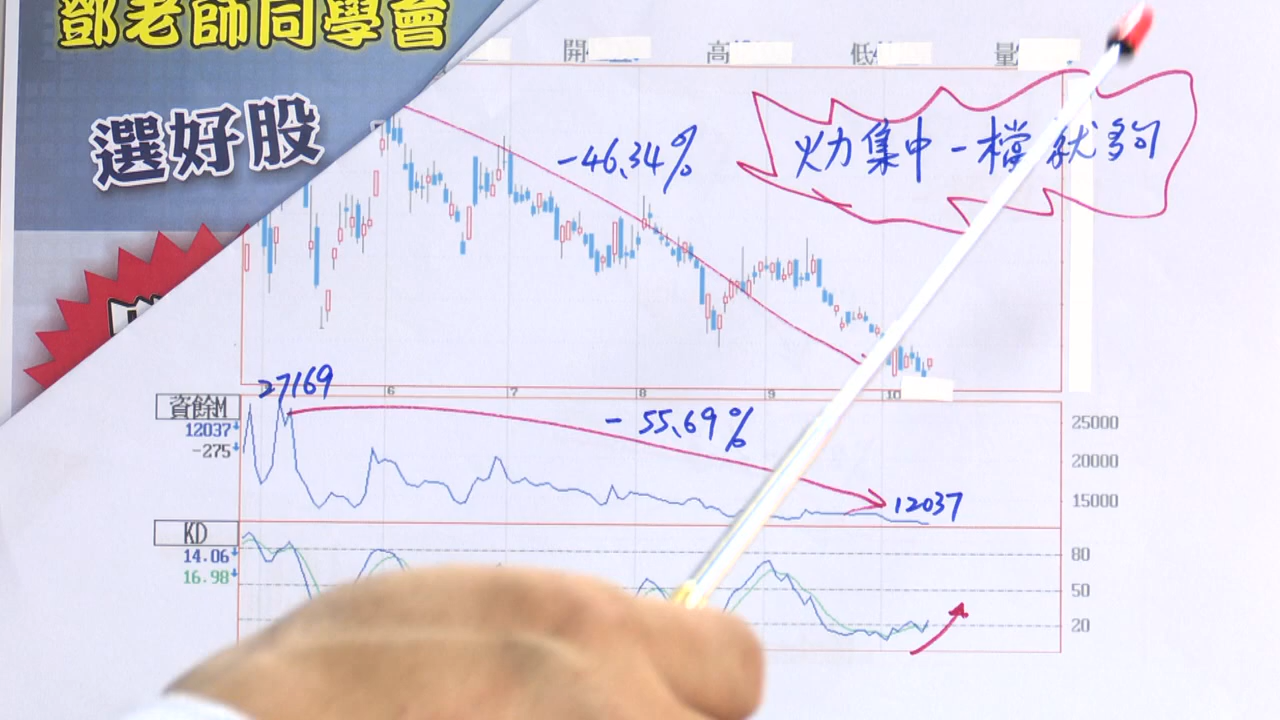 鄧老師同學會
選好股
開
高
低
量
-46.34%
火力集中一檔就夠
6 7 8 9 10
27169
資餘M
12037↓
-275↓
-55.69%
12037
25000
20000
15000
KD
14.06↓
16.98↓
80
50
20